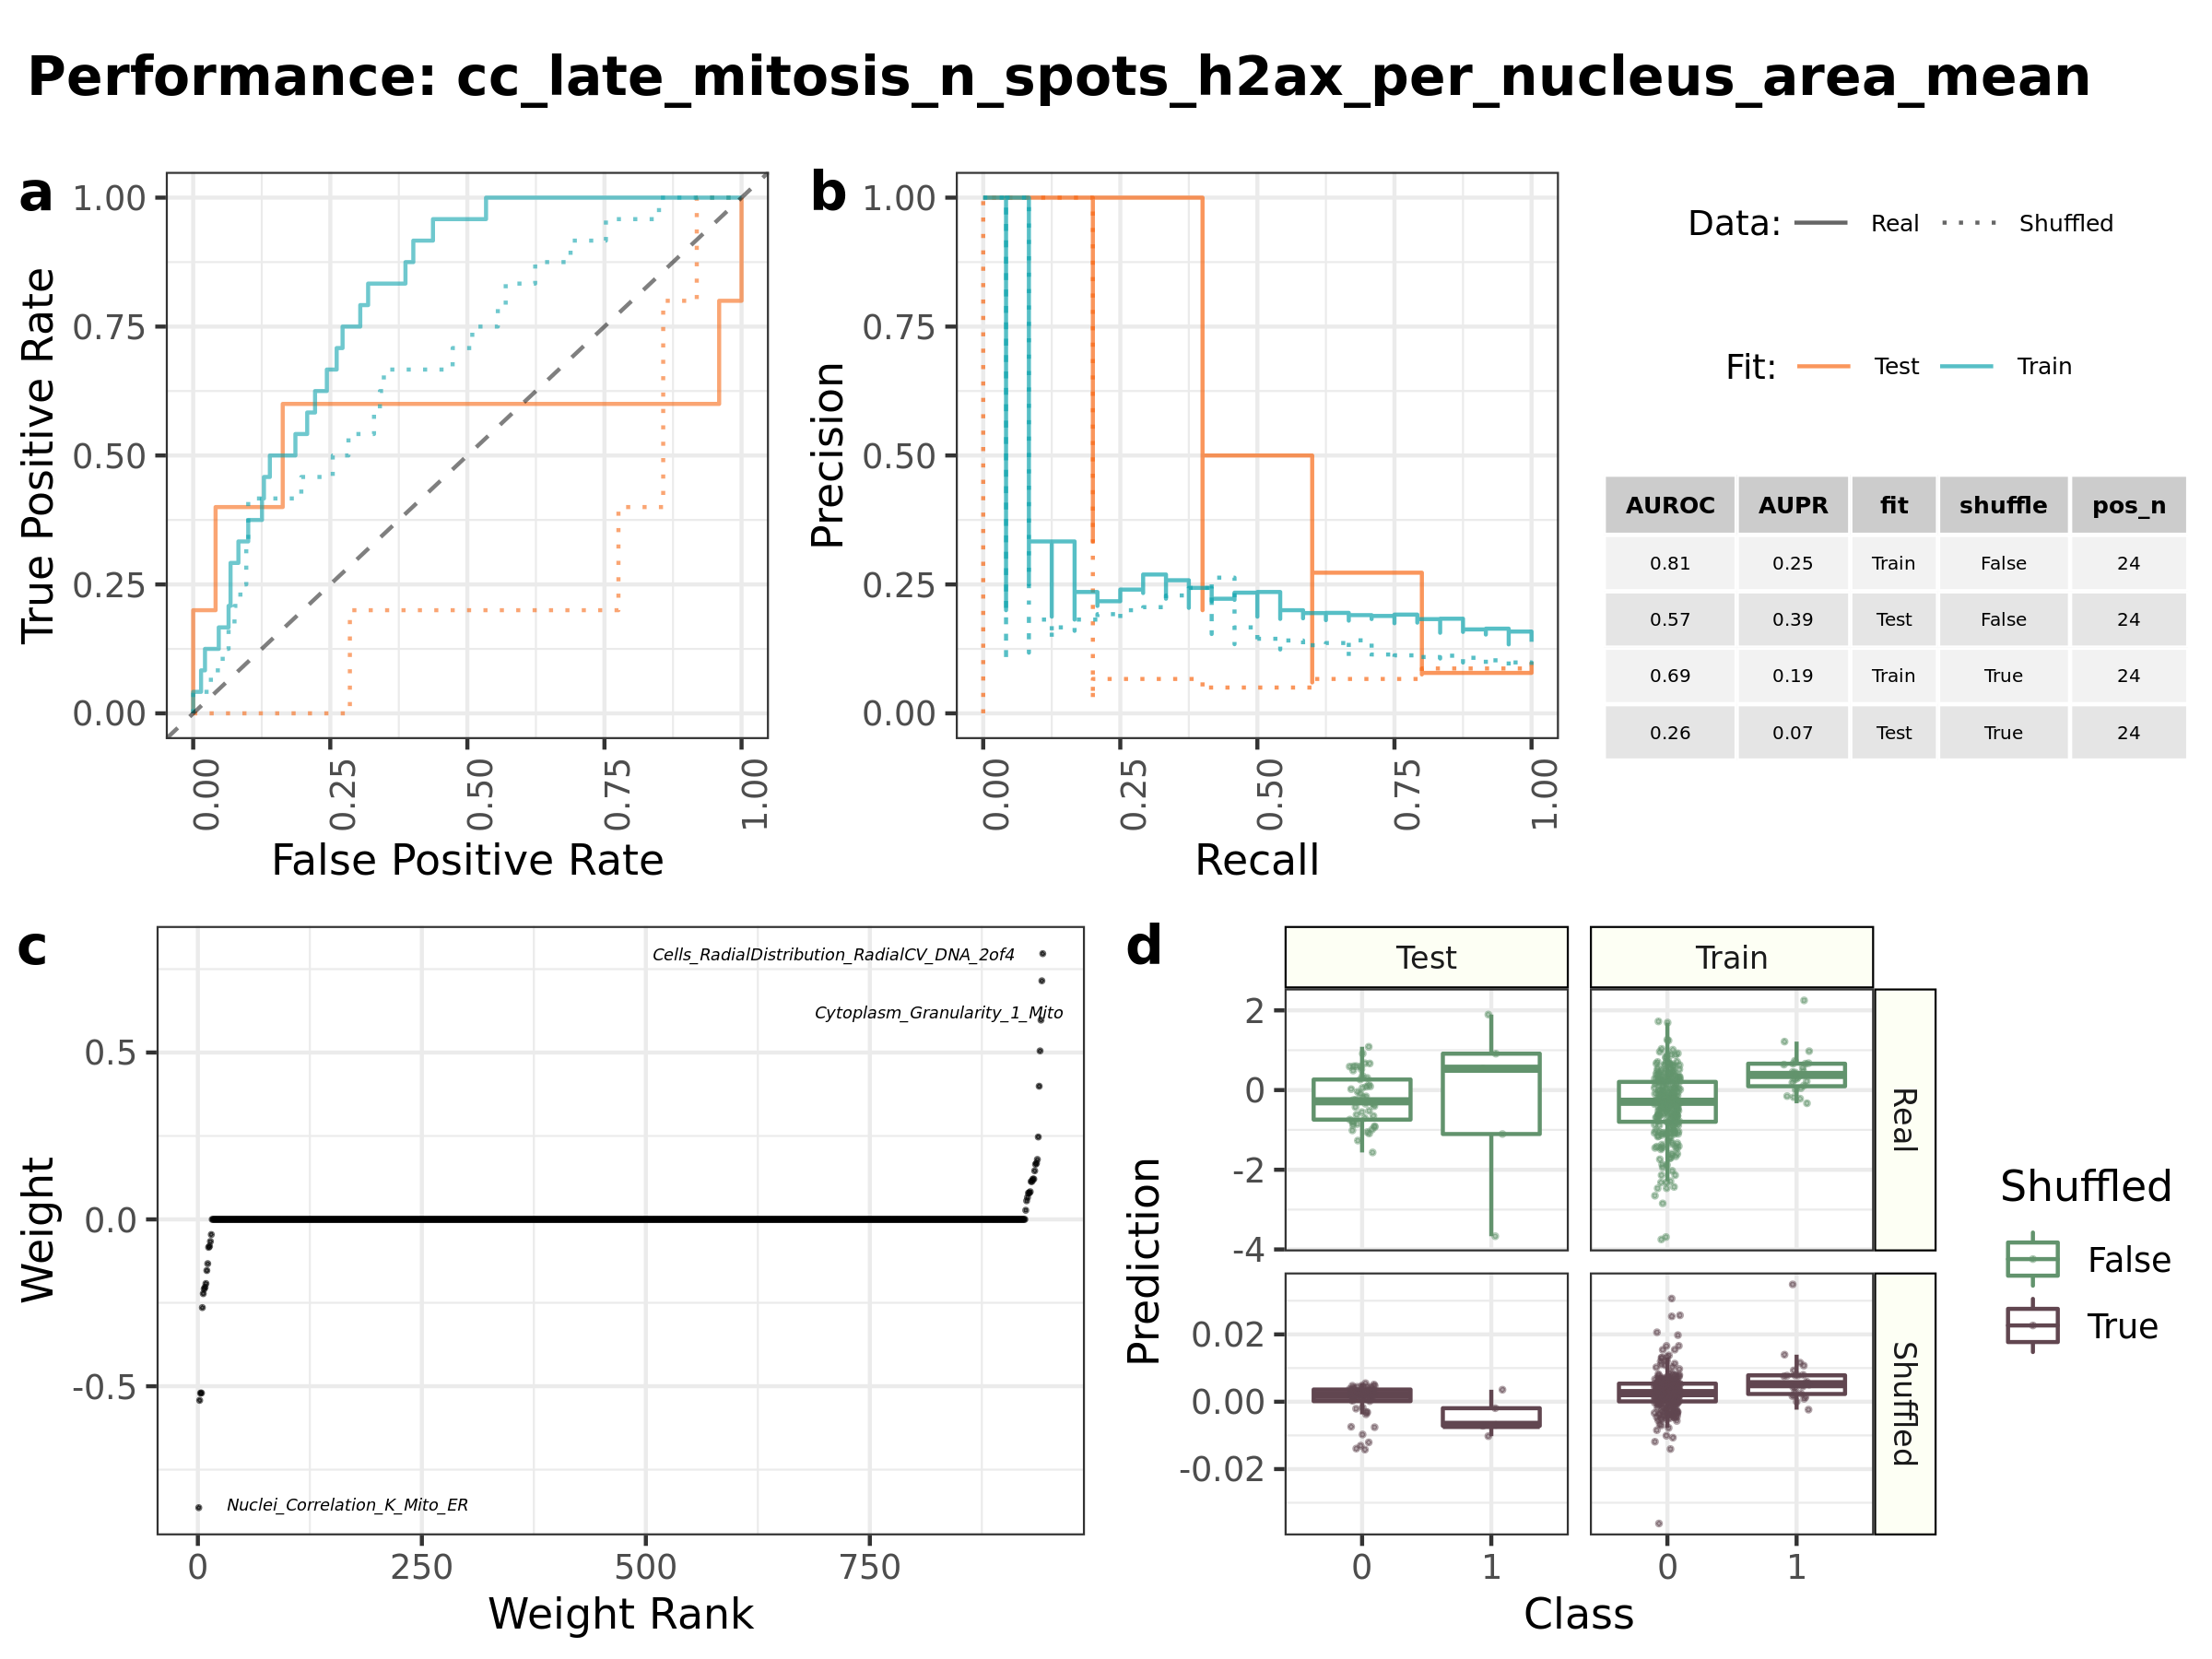 Performance: cc_late_mitosis_n_spots_h2ax_per_nucleus_area_mean
a
1.00
0.75
0.50
0.25
0.00
True Positive Rate
0.00
0.25
0.50
0.75
1.00
False Positive Rate
b
1.00
0.75
0.50
0.25
0.00
Precision
0.00
0.25
0.50
0.75
1.00
Recall
Data: Real Shuffled
Fit: Test Train
AUROC AUPR fit shuffle pos_n
0.81 0.25 Train False 24
0.57 0.39 Test False 24
0.69 0.19 Train True 24
0.26 0.07 Test True 24
c
Cells_RadialDistribution_RadialCV_DNA_2of4
Cytoplasm_Granularity_1_Mito
Nuclei_Correlation_K_Mito_ER
0.5
0.0
-0.5
Weight
0 250 500 750
Weight Rank
d
Test Train
2
0
-2
-4
Real
0.02
0.00
-0.02
Shuffled
Prediction
0 1 0 1
Class
Shuffled
False
True